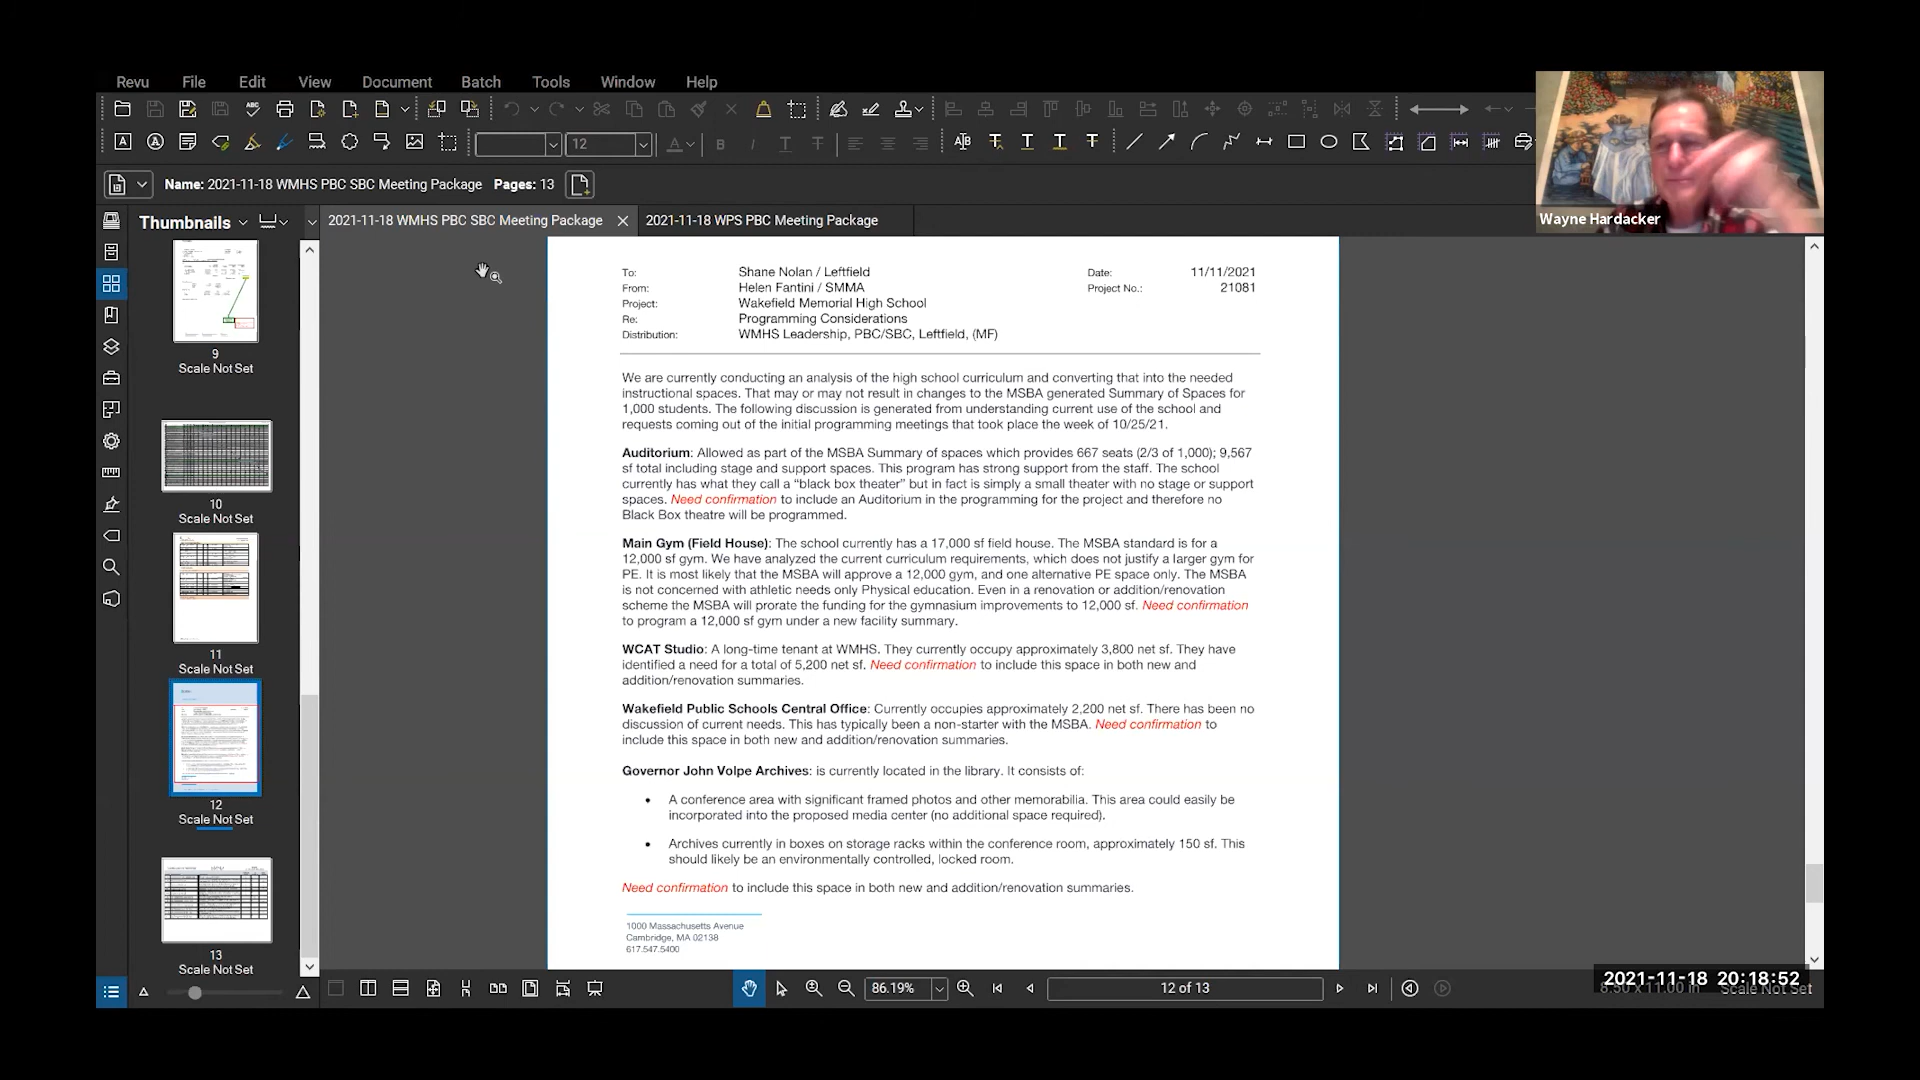 Revu File Edit View Document Batch Tools Window Help
12
Name: 2021-11-18 WMHS PBC SBC Meeting Package Pages: 13
Wayne Hardacker
Thumbnails
2021-11-18 WMHS PBC SBC Meeting Package
2021-11-18 WPS PBC Meeting Package
9
Scale Not Set
10
Scale Not Set
11
Scale Not Set
12
Scale Not Set
13
Scale Not Set
To: Shane Nolan / Leftfield Date: 11/11/2021
From: Helen Fantini / SMMA Project No.: 21081
Project: Wakefield Memorial High School
Re: Programming Considerations
Distribution: WMHS Leadership, PBC/SBC, Leftfield, (MF)
We are currently conducting an analysis of the high school curriculum and converting that into the needed
instructional spaces. That may or may not result in changes to the MSBA generated Summary of Spaces for
1,000 students. The following discussion is generated from understanding current use of the school and
requests coming out of the initial programming meetings that took place the week of 10/25/21.
Auditorium: Allowed as part of the MSBA Summary of spaces which provides 667 seats (2/3 of 1,000); 9,567
sf total including stage and support spaces. This program has strong support from the staff. The school
currently has what they call a “black box theater” but in fact is simply a small theater with no stage or support
spaces. Need confirmation to include an Auditorium in the programming for the project and therefore no
Black Box theatre will be programmed.
Main Gym (Field House): The school currently has a 17,000 sf field house. The MSBA standard is for a
12,000 sf gym. We have analyzed the current curriculum requirements, which does not justify a larger gym for
PE. It is most likely that the MSBA will approve a 12,000 gym, and one alternative PE space only. The MSBA
is not concerned with athletic needs only Physical education. Even in a renovation or addition/renovation
scheme the MSBA will prorate the funding for the gymnasium improvements to 12,000 sf. Need confirmation
to program a 12,000 sf gym under a new facility summary.
WCAT Studio: A long-time tenant at WMHS. They currently occupy approximately 3,800 net sf. They have
identified a need for a total of 5,200 net sf. Need confirmation to include this space in both new and
addition/renovation summaries.
Wakefield Public Schools Central Office: Currently occupies approximately 2,200 net sf. There has been no
discussion of current needs. This has typically been a non-starter with the MSBA. Need confirmation to
include this space in both new and addition/renovation summaries.
Governor John Volpe Archives: is currently located in the library. It consists of:
• A conference area with significant framed photos and other memorabilia. This area could easily be
incorporated into the proposed media center (no additional space required).
• Archives currently in boxes on storage racks within the conference room, approximately 150 sf. This
should likely be an environmentally controlled, locked room.
Need confirmation to include this space in both new and addition/renovation summaries.
1000 Massachusetts Avenue
Cambridge, MA 02138
617.547.5400
86.19%
12 of 13
2021-11-18 20:18:52
8.50 x 11.00 in Scale Not Set